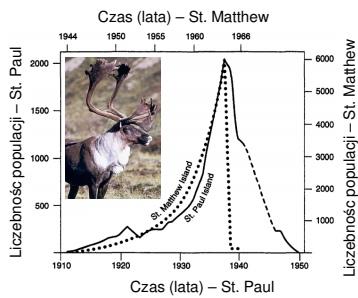 Czas (lata) – St. Matthew
1944 1950 1955 1960 1966
Liczebnośc populacji – St. Paul
2000
1500
1000
500
6000
5000
4000
3000
2000
1000
Liczebnośc populacji – St. Matthew
St. Matthew Island
St. Paul Island
1910 1920 1930 1940 1950
Czas (lata) – St. Paul